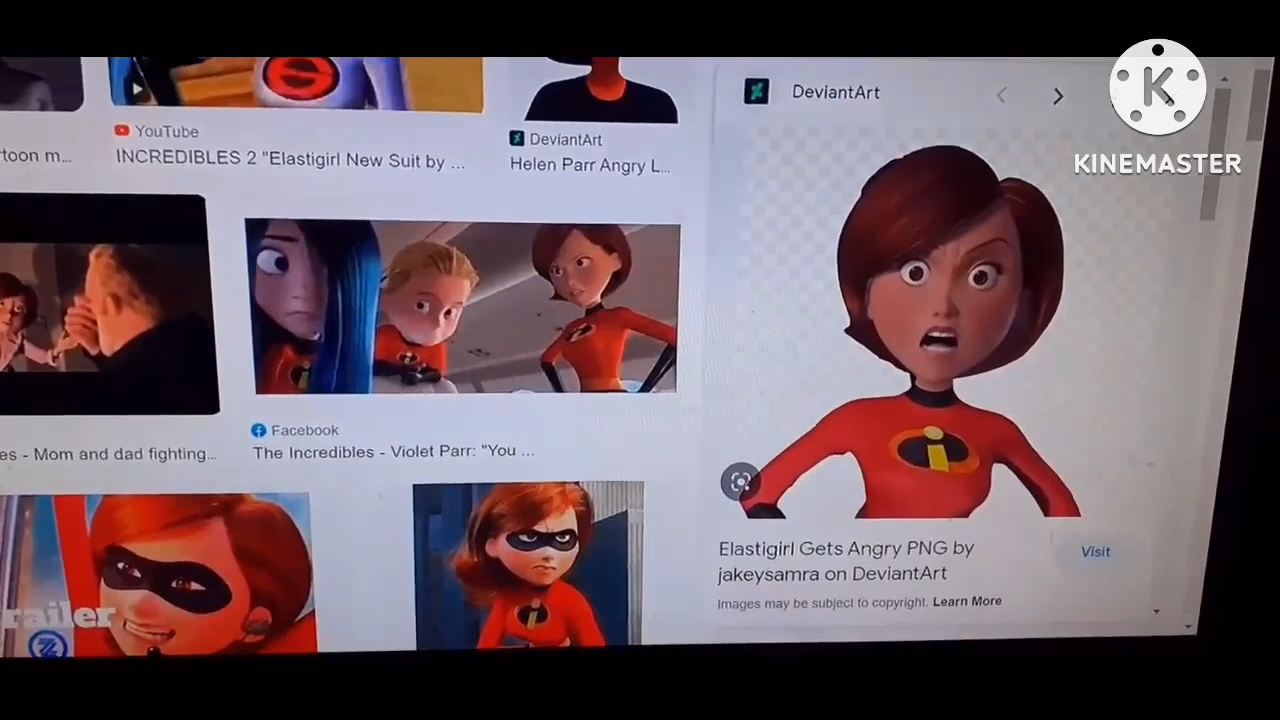 K
KINEMASTER
DeviantArt
YouTube
INCREDIBLES 2 "Elastigirl New Suit by ...
DeviantArt
Helen Parr Angry L...
toon m...
Facebook
The Incredibles - Violet Parr: "You ...
es - Mom and dad fighting...
Elastigirl Gets Angry PNG by
jakeysamra on DeviantArt
Visit
Images may be subject to copyright. Learn More
railer